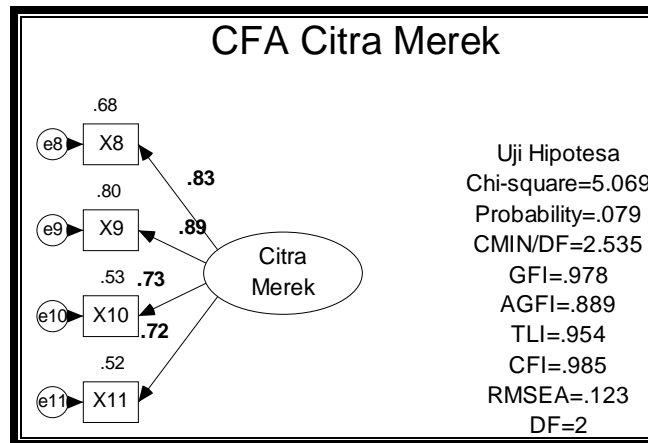 CFA Citra Merek
.68
e8
X8
.83
.80
e9
X9
.89
Citra
Merek
.53
.73
e10
X10
.72
.52
e11
X11
Uji Hipotesa
Chi-square=5.069
Probability=.079
CMIN/DF=2.535
GFI=.978
AGFI=.889
TLI=.954
CFI=.985
RMSEA=.123
DF=2